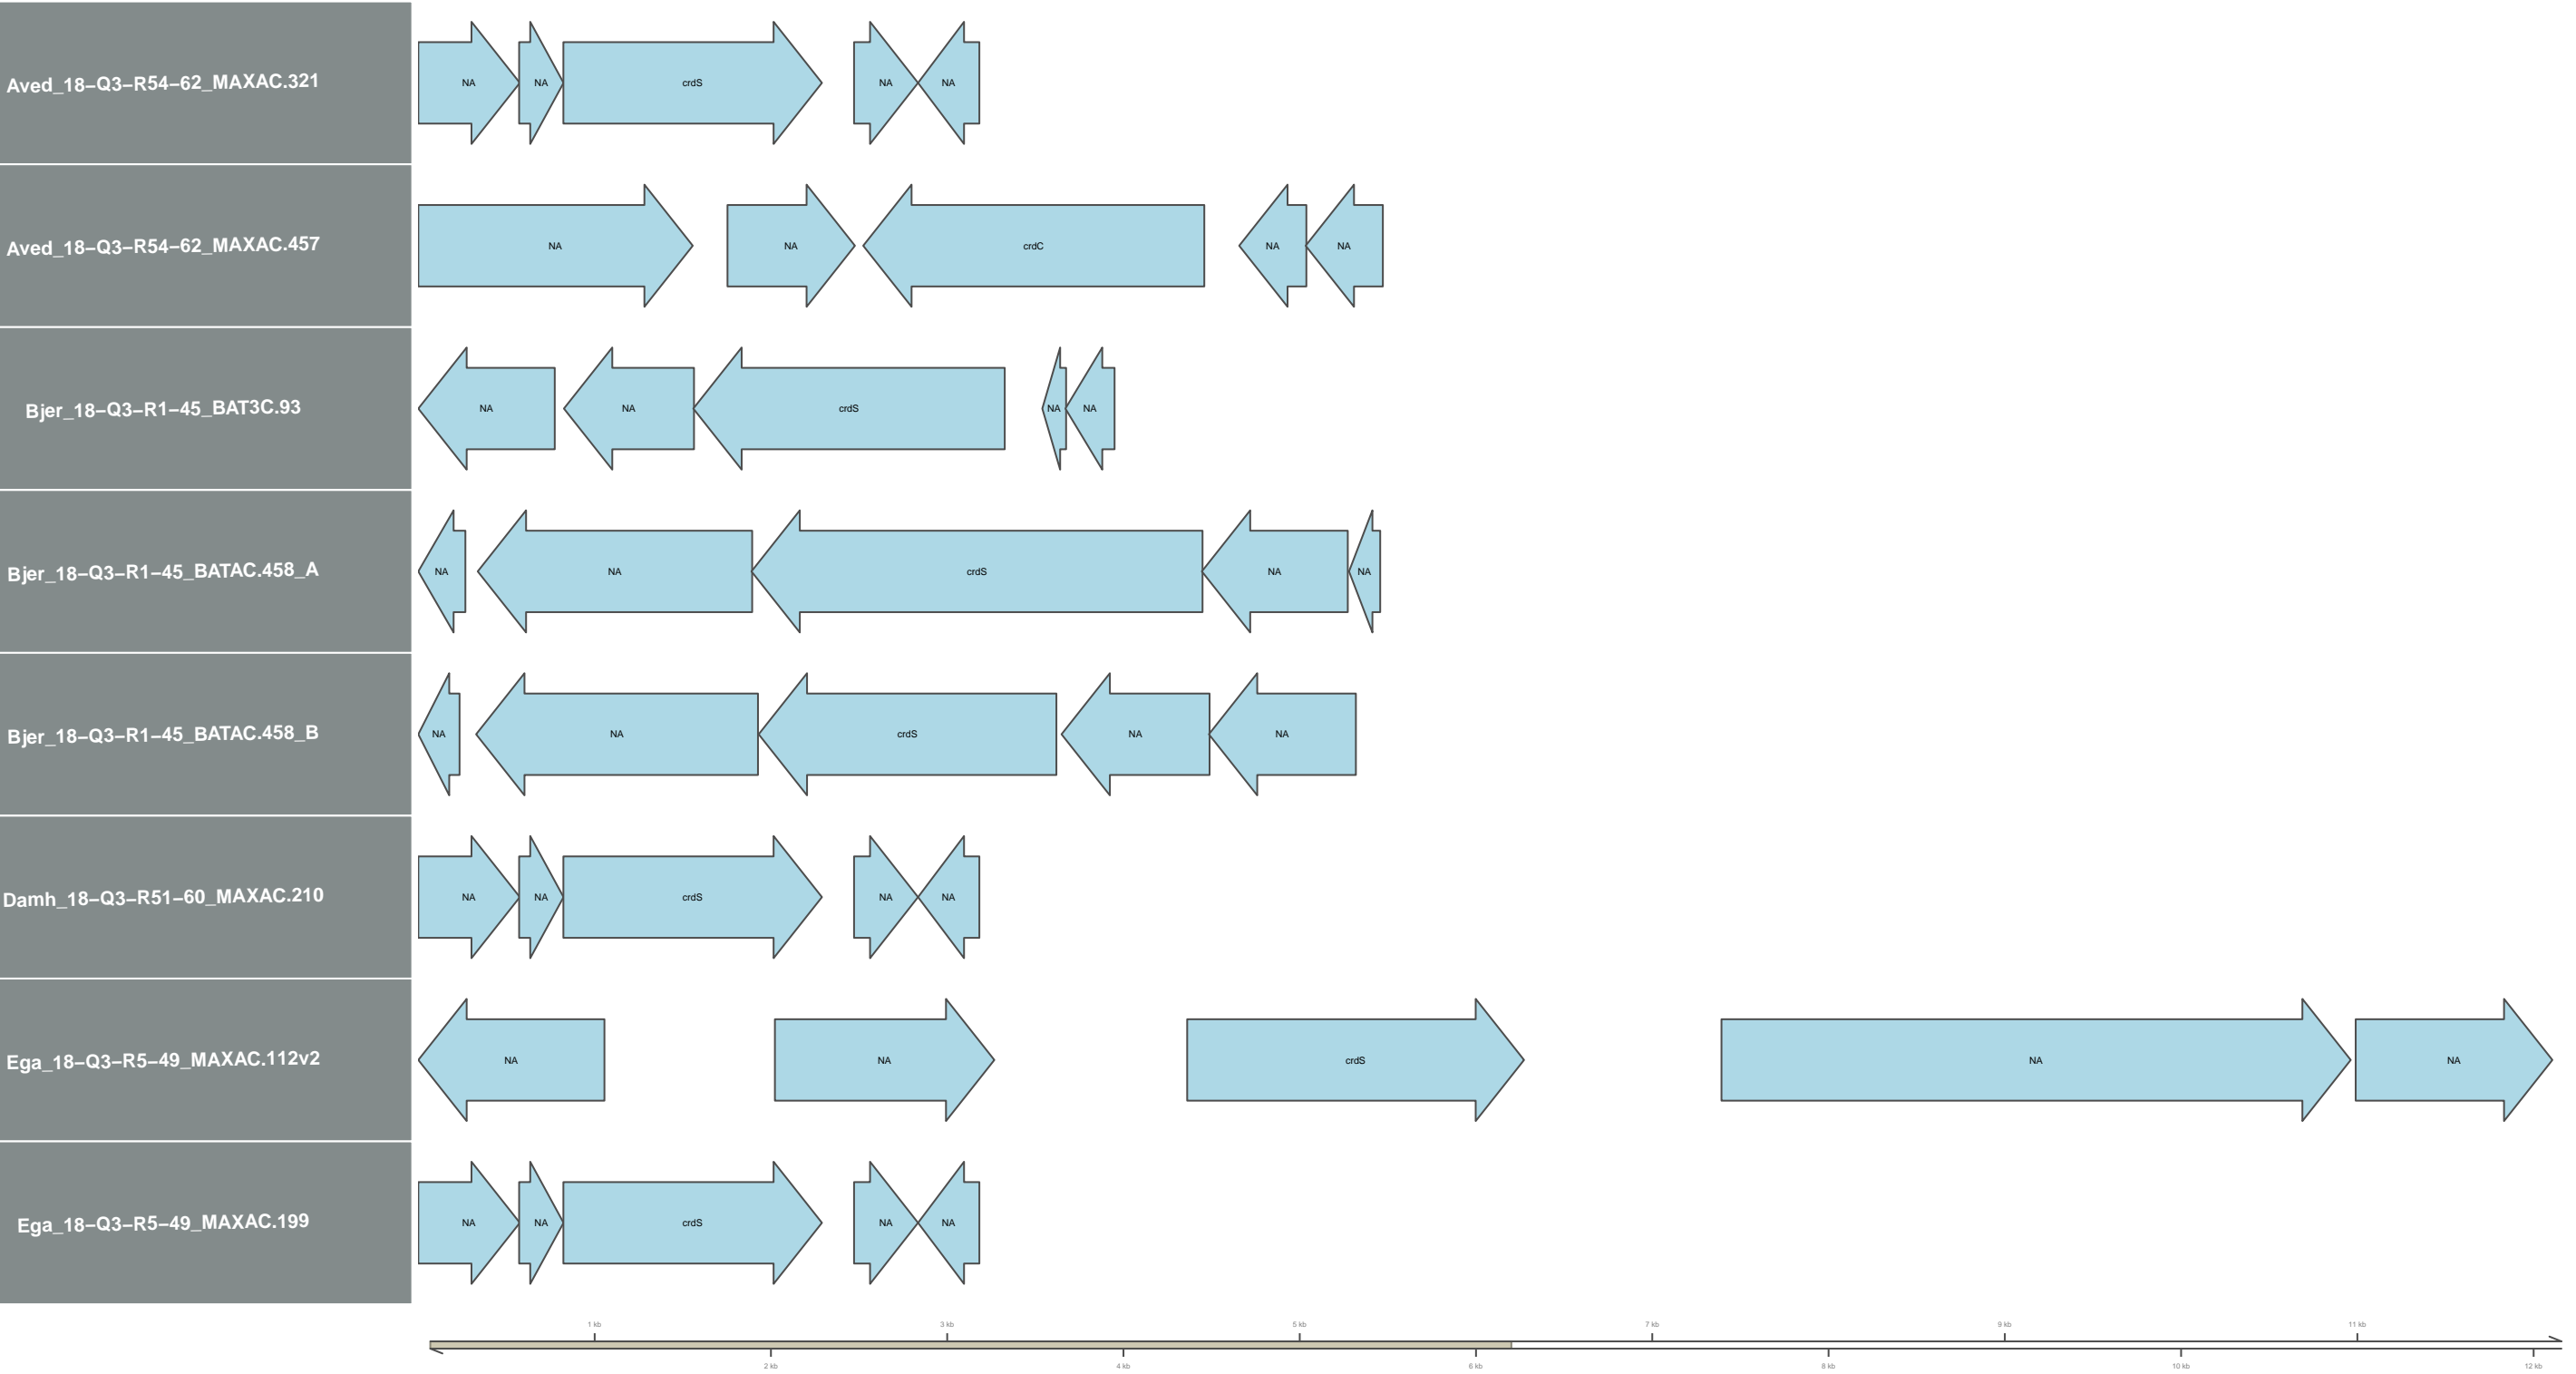 Aved_18–Q3–R54–62_MAXAC.321
NA NA crdS NA NA
Aved_18–Q3–R54–62_MAXAC.457
NA NA crdC NA NA
Bjer_18–Q3–R1–45_BAT3C.93
NA NA crdS NA NA
Bjer_18–Q3–R1–45_BATAC.458_A
NA NA crdS NA NA
Bjer_18–Q3–R1–45_BATAC.458_B
NA NA crdS NA NA
Damh_18–Q3–R51–60_MAXAC.210
NA NA crdS NA NA
Ega_18–Q3–R5–49_MAXAC.112v2
NA NA crdS NA NA
Ega_18–Q3–R5–49_MAXAC.199
NA NA crdS NA NA
1 kb 3 kb 5 kb 7 kb 9 kb 11 kb
2 kb 4 kb 6 kb 8 kb 10 kb 12 kb